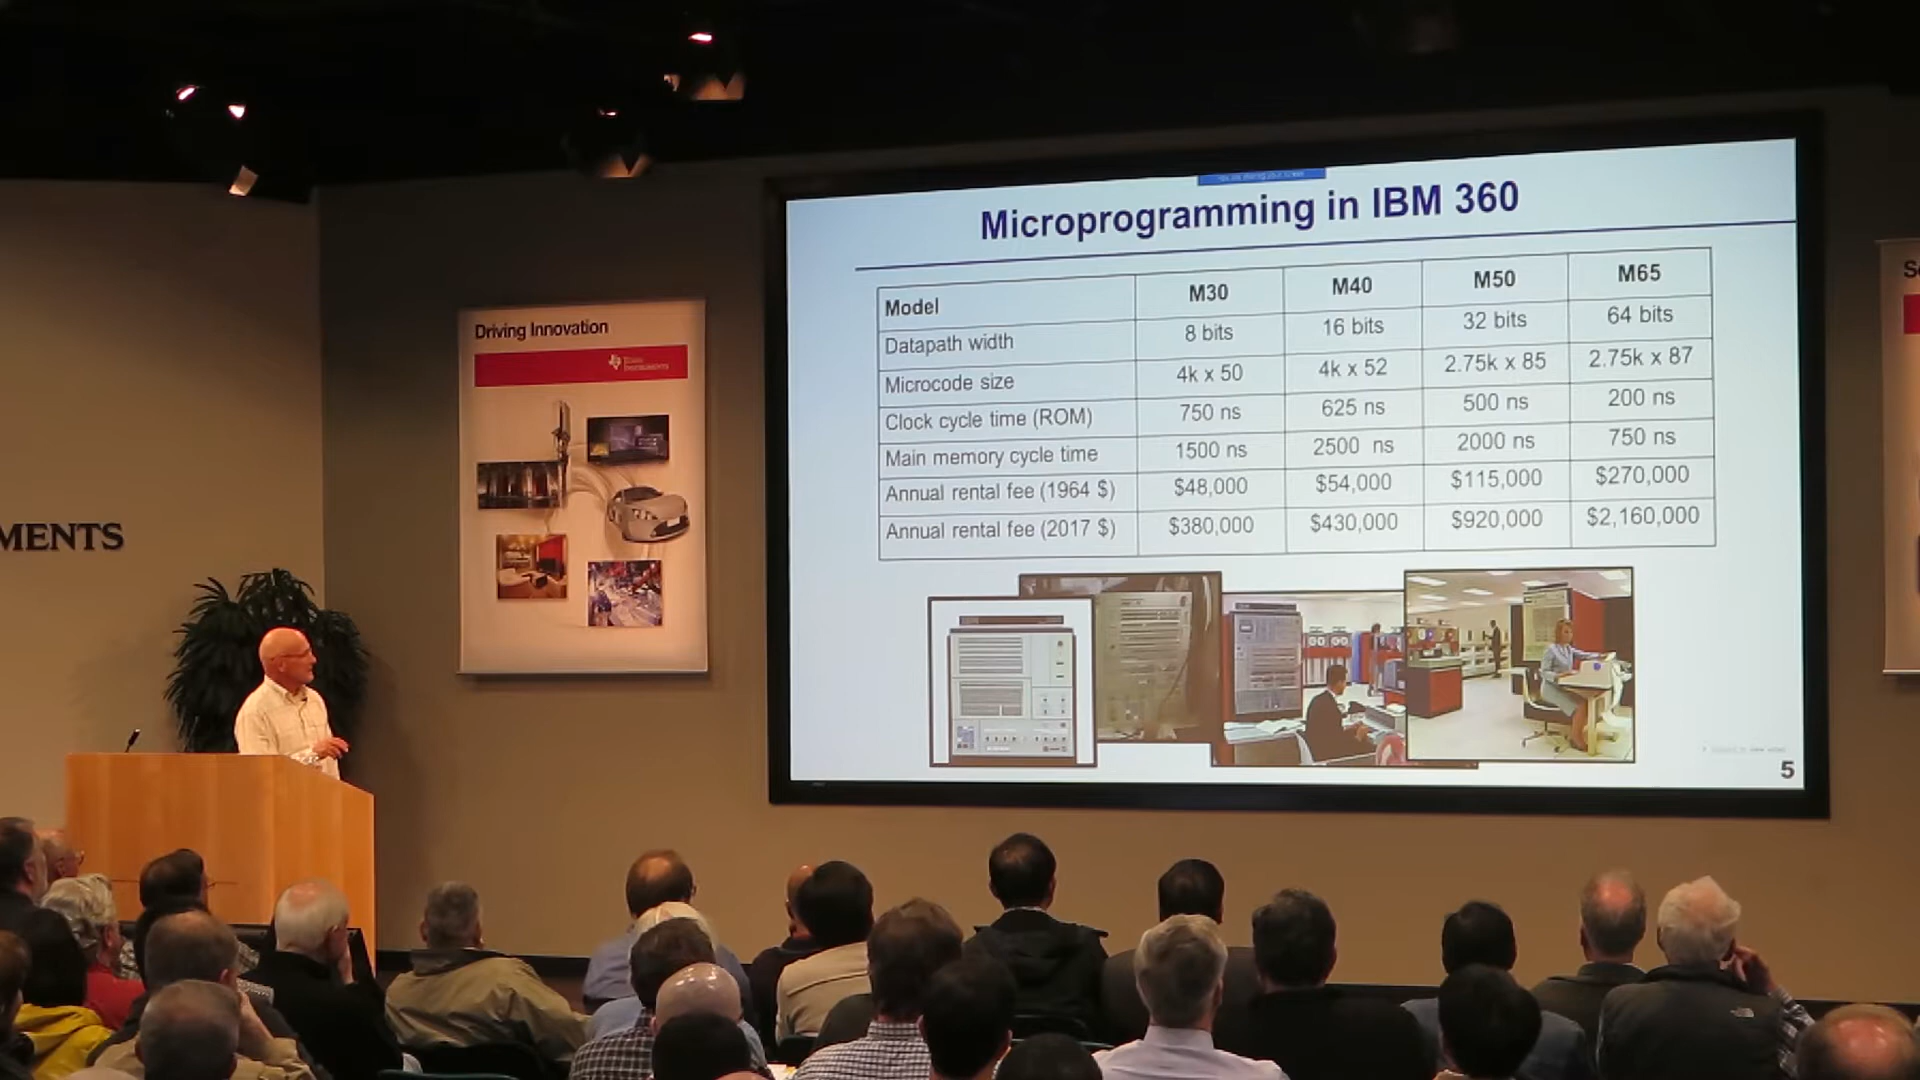 Microprogramming in IBM 360
Model M30 M40 M50 M65
Datapath width 8 bits 16 bits 32 bits 64 bits
Microcode size 4k x 50 4k x 52 2.75k x 85 2.75k x 87
Clock cycle time (ROM) 750 ns 625 ns 500 ns 200 ns
Main memory cycle time 1500 ns 2500 ns 2000 ns 750 ns
Annual rental fee (1964 $) $48,000 $54,000 $115,000 $270,000
Annual rental fee (2017 $) $380,000 $430,000 $920,000 $2,160,000
5
Driving Innovation
Texas
Instruments
MENTS